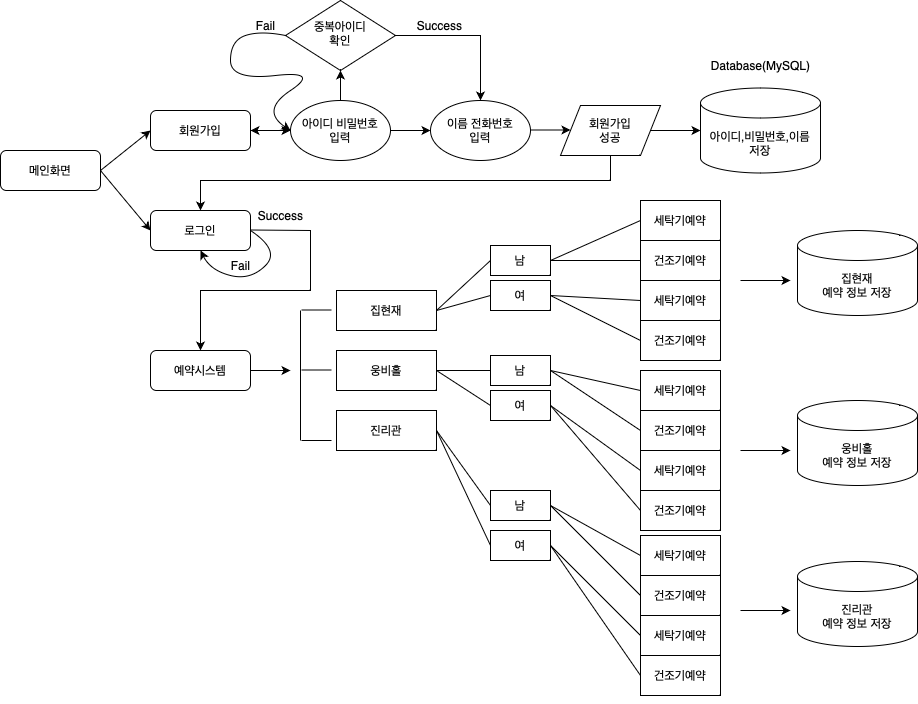 Fail
중복아이디
확인
Success
Database(MySQL)
메인화면
회원가입
아이디 비밀번호
입력
이름 전화번호
입력
회원가입
성공
아이디,비밀번호,이름
저장
로그인
Success
Fail
예약시스템
집현재
웅비홀
진리관
남
여
세탁기예약
건조기예약
세탁기예약
건조기예약
집현재
예약 정보 저장
남
여
세탁기예약
건조기예약
세탁기예약
건조기예약
웅비홀
예약 정보 저장
남
여
세탁기예약
건조기예약
세탁기예약
건조기예약
진리관
예약 정보 저장